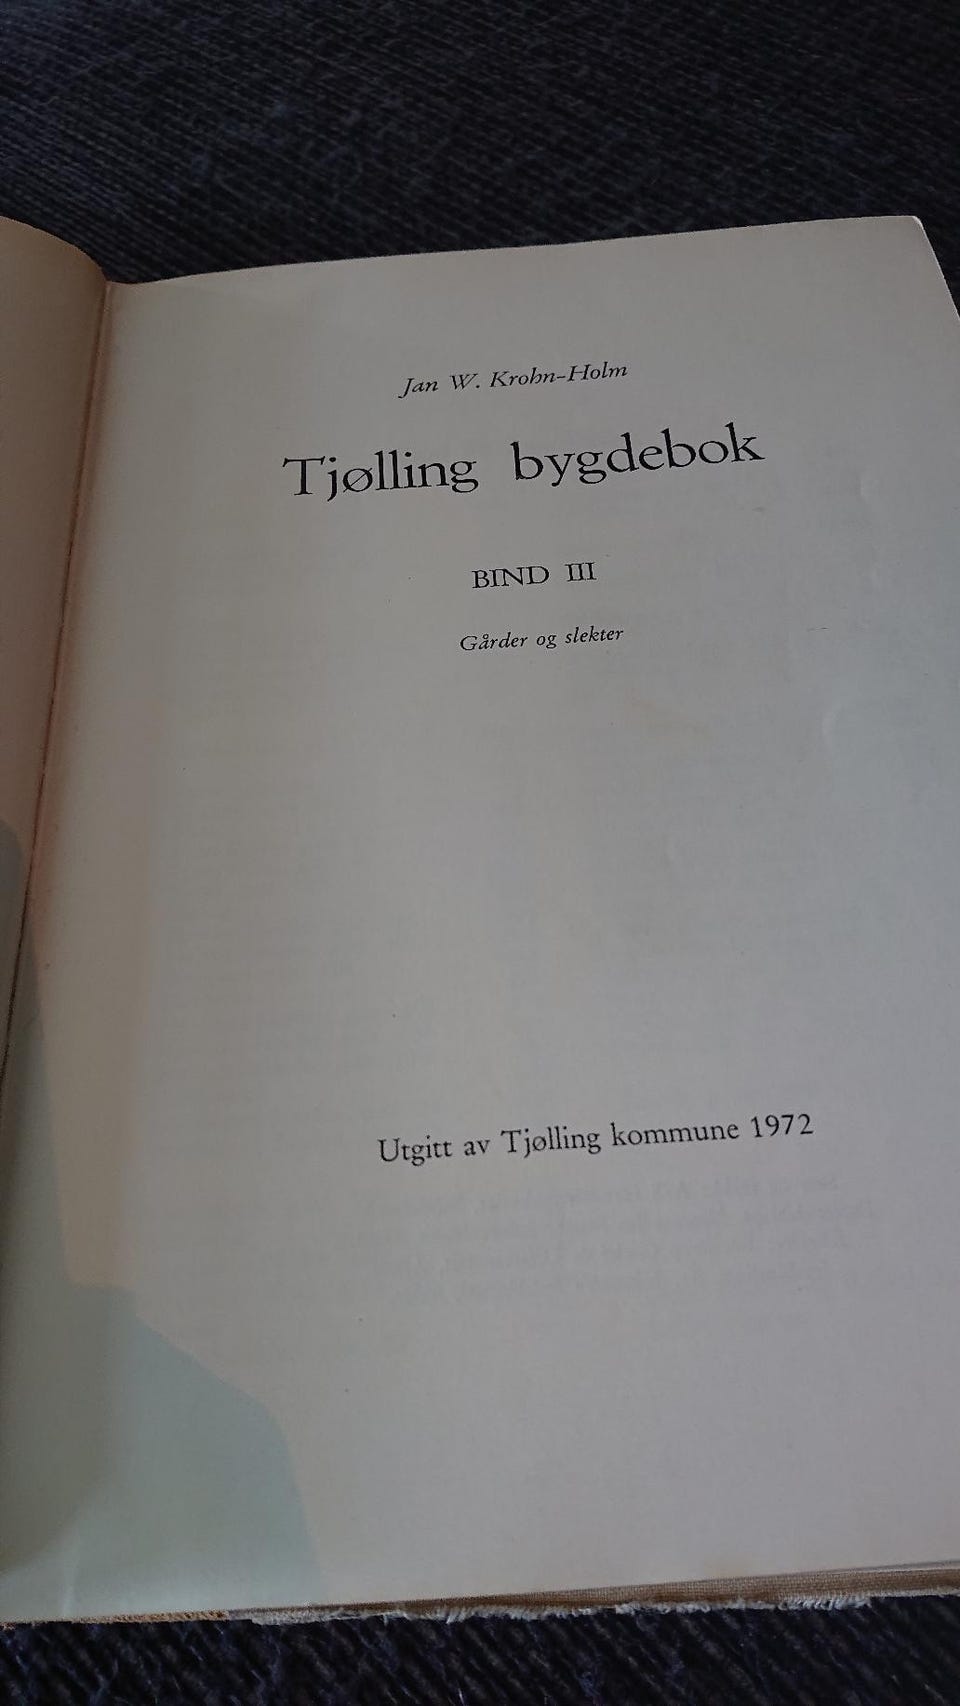 Jan W. Krohn-Holm
Tjølling bygdebok
BIND III
Gårder og slekter
Utgitt av Tjølling kommune 1972